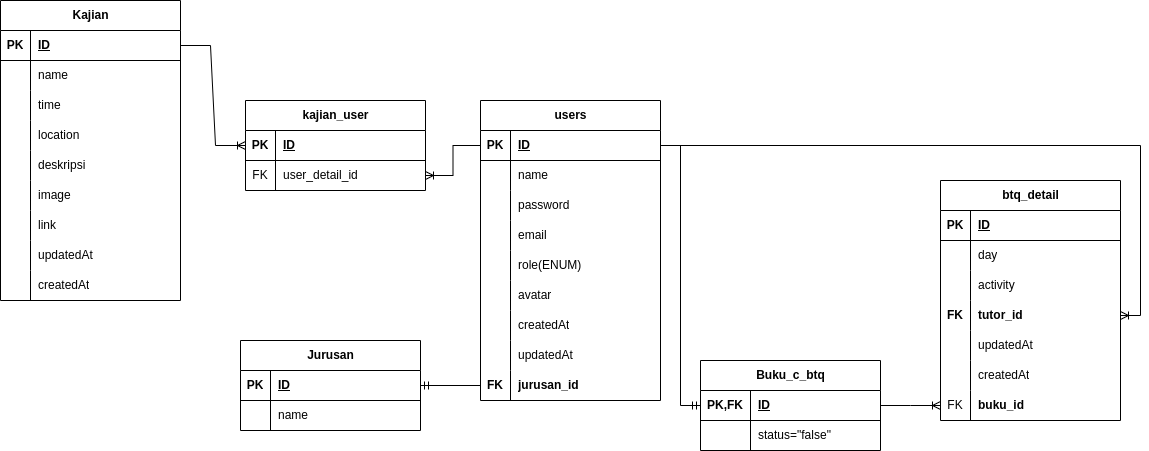 Kajian
PK ID
name
time
location
deskripsi
image
link
updatedAt
createdAt
kajian_user
PK ID
FK user_detail_id
users
PK ID
name
password
email
role(ENUM)
avatar
createdAt
updatedAt
FK jurusan_id
Jurusan
PK ID
name
Buku_c_btq
PK,FK ID
status="false"
btq_detail
PK ID
day
activity
FK tutor_id
updatedAt
createdAt
FK buku_id